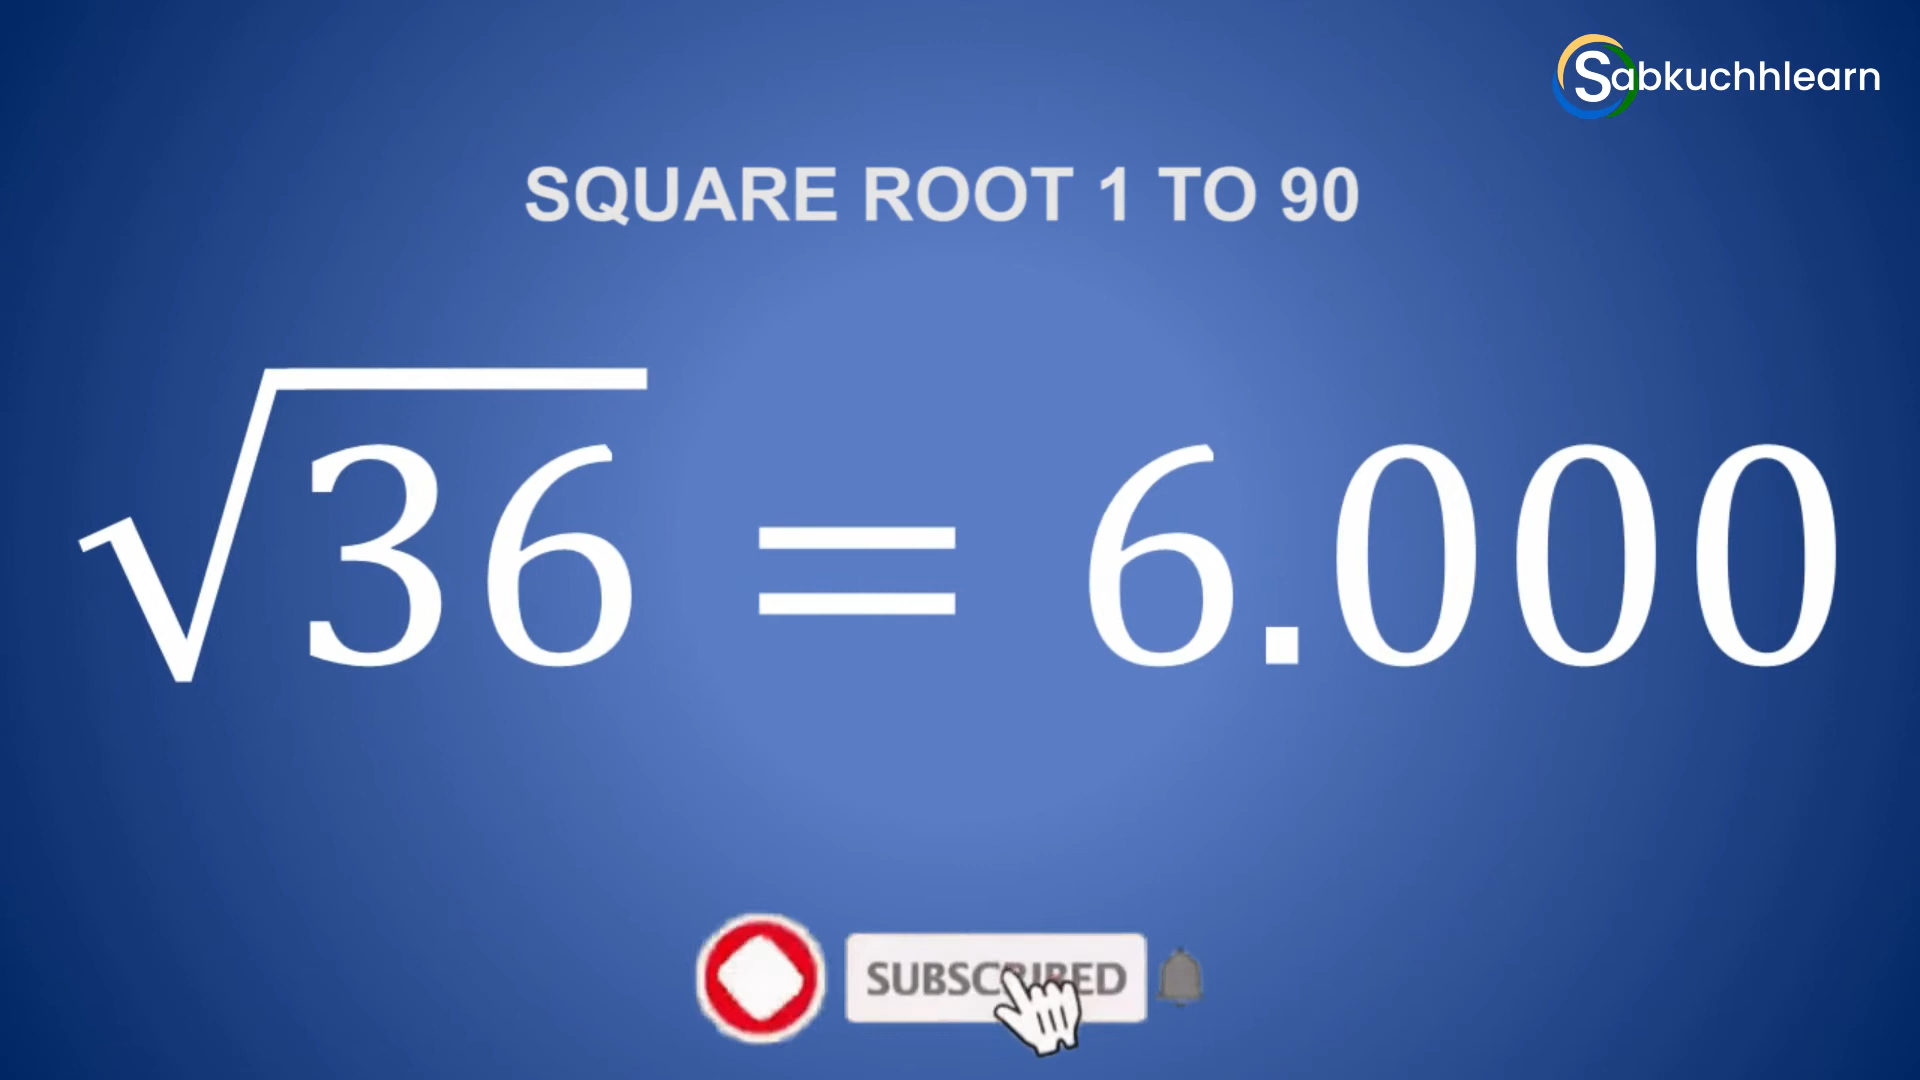 Sabkuchhlearn
SQUARE ROOT 1 TO 90
√36 = 6.000
SUBSCRIBED